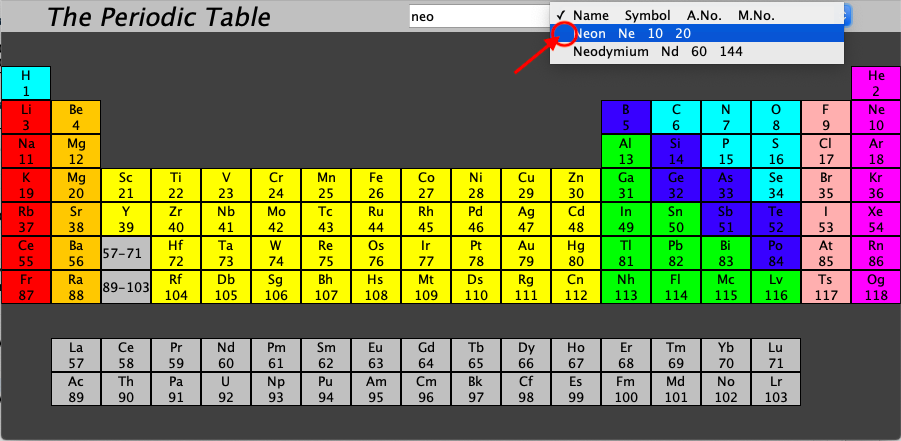 The Periodic Table
neo
✓ Name Symbol A.No. M.No.
Neon Ne 10 20
Neodymium Nd 60 144
H He
1 2
Li Be B C N O F Ne
3 4 5 6 7 8 9 10
Na Mg Al Si P S Cl Ar
11 12 13 14 15 16 17 18
K Mg Sc Ti V Cr Mn Fe Co Ni Cu Zn Ga Ge As Se Br Kr
19 20 21 22 23 24 25 26 27 28 29 30 31 32 33 34 35 36
Rb Sr Y Zr Nb Mo Tc Ru Rh Pd Ag Cd In Sn Sb Te I Xe
37 38 39 40 41 42 43 44 45 46 47 48 49 50 51 52 53 54
Ce Ba 57-71 Hf Ta W Re Os Ir Pt Au Hg Tl Pb Bi Po At Rn
55 56 72 73 74 75 76 77 78 79 80 81 82 83 84 85 86
Fr Ra 89-103 Rf Db Sg Bh Hs Mt Ds Rg Cn Nh Fl Mc Lv Ts Og
87 88 104 105 106 107 108 109 110 111 112 113 114 115 116 117 118
La Ce Pr Nd Pm Sm Eu Gd Tb Dy Ho Er Tm Yb Lu
57 58 59 60 61 62 63 64 65 66 67 68 69 70 71
Ac Th Pa U Np Pu Am Cm Bk Cf Es Fm Md No Lr
89 90 91 92 93 94 95 96 97 98 99 100 101 102 103